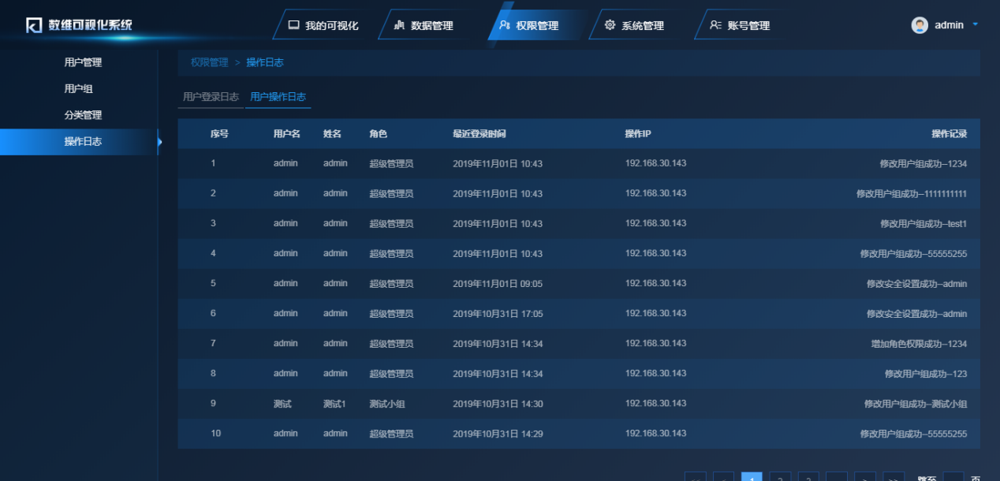 数维可视化系统 我的可视化 数据管理 权限管理 系统管理 账号管理 admin
用户管理
用户组
分类管理
操作日志
权限管理 > 操作日志
用户登录日志 用户操作日志
序号 用户名 姓名 角色 最近登录时间 操作IP 操作记录
1 admin admin 超级管理员 2019年11月01日 10:43 192.168.30.143 修改用户组成功--1234
2 admin admin 超级管理员 2019年11月01日 10:43 192.168.30.143 修改用户组成功--1111111111
3 admin admin 超级管理员 2019年11月01日 10:43 192.168.30.143 修改用户组成功--test1
4 admin admin 超级管理员 2019年11月01日 10:43 192.168.30.143 修改用户组成功--55555255
5 admin admin 超级管理员 2019年11月01日 09:05 192.168.30.143 修改安全设置成功--admin
6 admin admin 超级管理员 2019年10月31日 17:05 192.168.30.143 修改安全设置成功--admin
7 admin admin 超级管理员 2019年10月31日 14:34 192.168.30.143 增加角色权限成功--1234
8 admin admin 超级管理员 2019年10月31日 14:34 192.168.30.143 修改用户组成功--123
9 测试 测试1 测试小组 2019年10月31日 14:30 192.168.30.143 修改用户组成功--测试小组
10 admin admin 超级管理员 2019年10月31日 14:29 192.168.30.143 修改用户组成功--55555255
<< < 1 2 3 > >> 跳至 页